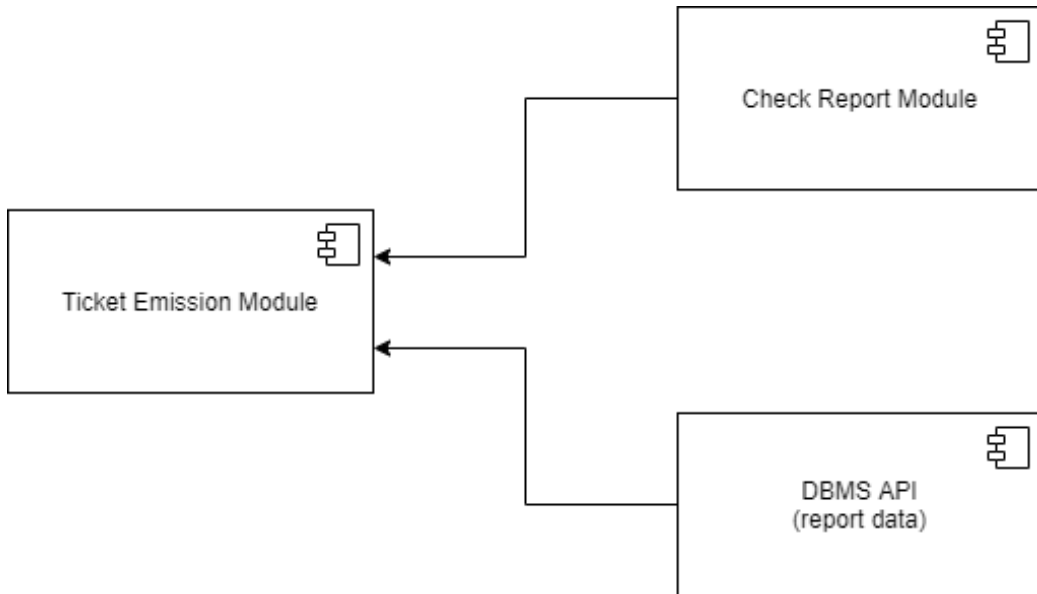 Check Report Module
Ticket Emission Module
DBMS API
(report data)